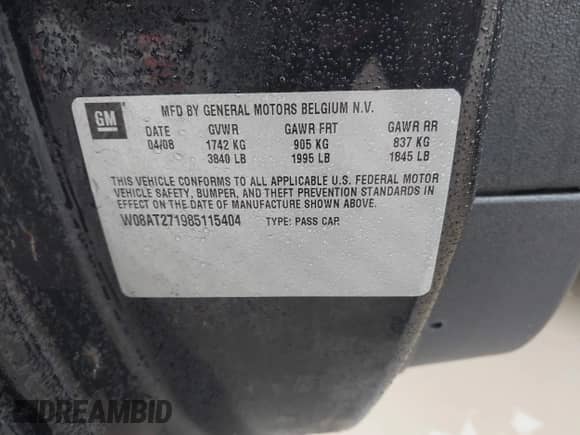 GM
MFD BY GENERAL MOTORS BELGIUM N.V.
DATE GVWR GAWR FRT GAWR RR
04/08 1742 KG 905 KG 837 KG
3840 LB 1995 LB 1845 LB
THIS VEHICLE CONFORMS TO ALL APPLICABLE U.S. FEDERAL MOTOR
VEHICLE SAFETY, BUMPER, AND THEFT PREVENTION STANDARDS IN
EFFECT ON THE DATE OF MANUFACTURE SHOWN ABOVE.
W08AT271985115404 TYPE: PASS CAR
DREAMBID